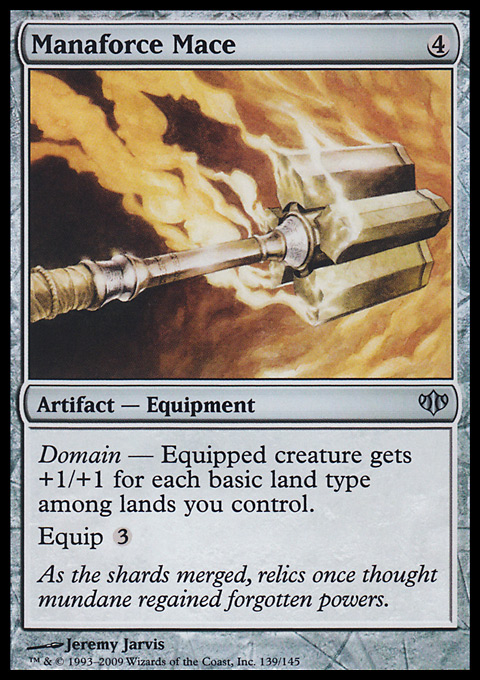 Manaforce Mace 4
Artifact — Equipment
Domain — Equipped creature gets
+1/+1 for each basic land type
among lands you control.
Equip 3
As the shards merged, relics once thought
mundane regained forgotten powers.
Jeremy Jarvis
™ & © 1993–2009 Wizards of the Coast, Inc. 139/145